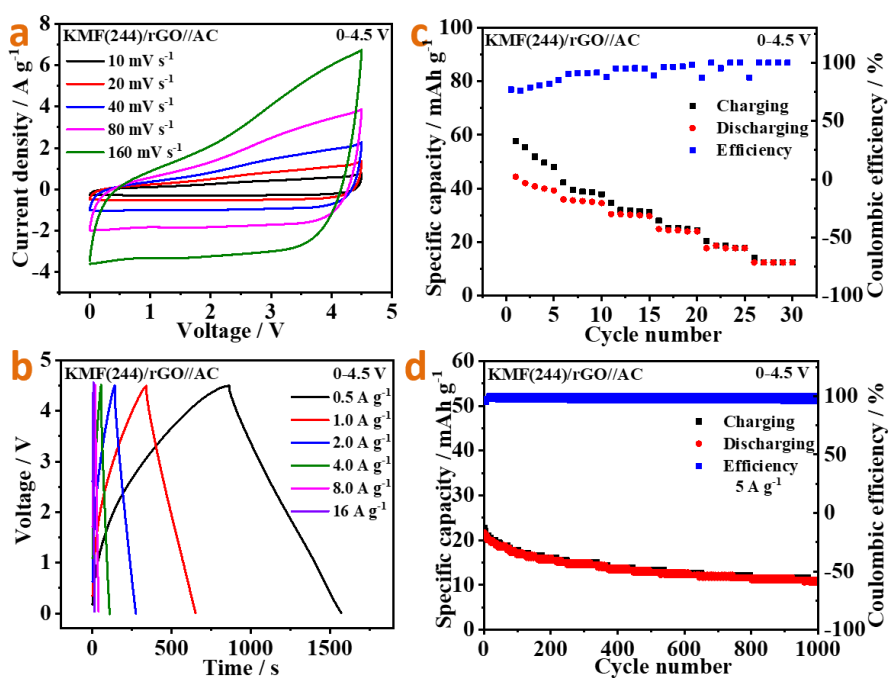 a
KMF(244)/rGO//AC
0-4.5 V
10 mV s⁻¹
20 mV s⁻¹
40 mV s⁻¹
80 mV s⁻¹
160 mV s⁻¹
Current density / A g⁻¹
8
6
4
2
0
-2
-4
0
1
2
3
4
5
Voltage / V
c
KMF(244)/rGO//AC
0-4.5 V
Charging
Discharging
Efficiency
Specific capacity / mAh g⁻¹
100
80
60
40
20
0
Coulombic efficiency / %
100
50
0
-50
-100
0
5
10
15
20
25
30
Cycle number
b
KMF(244)/rGO//AC
0-4.5 V
0.5 A g⁻¹
1.0 A g⁻¹
2.0 A g⁻¹
4.0 A g⁻¹
8.0 A g⁻¹
16 A g⁻¹
Voltage / V
5
4
3
2
1
0
0
500
1000
1500
Time / s
d
KMF(244)/rGO//AC
0-4.5 V
Charging
Discharging
Efficiency
5 A g⁻¹
Specific capacity / mAh g⁻¹
60
50
40
30
20
10
0
Coulombic efficiency / %
100
50
0
-50
-100
0
200
400
600
800
1000
Cycle number